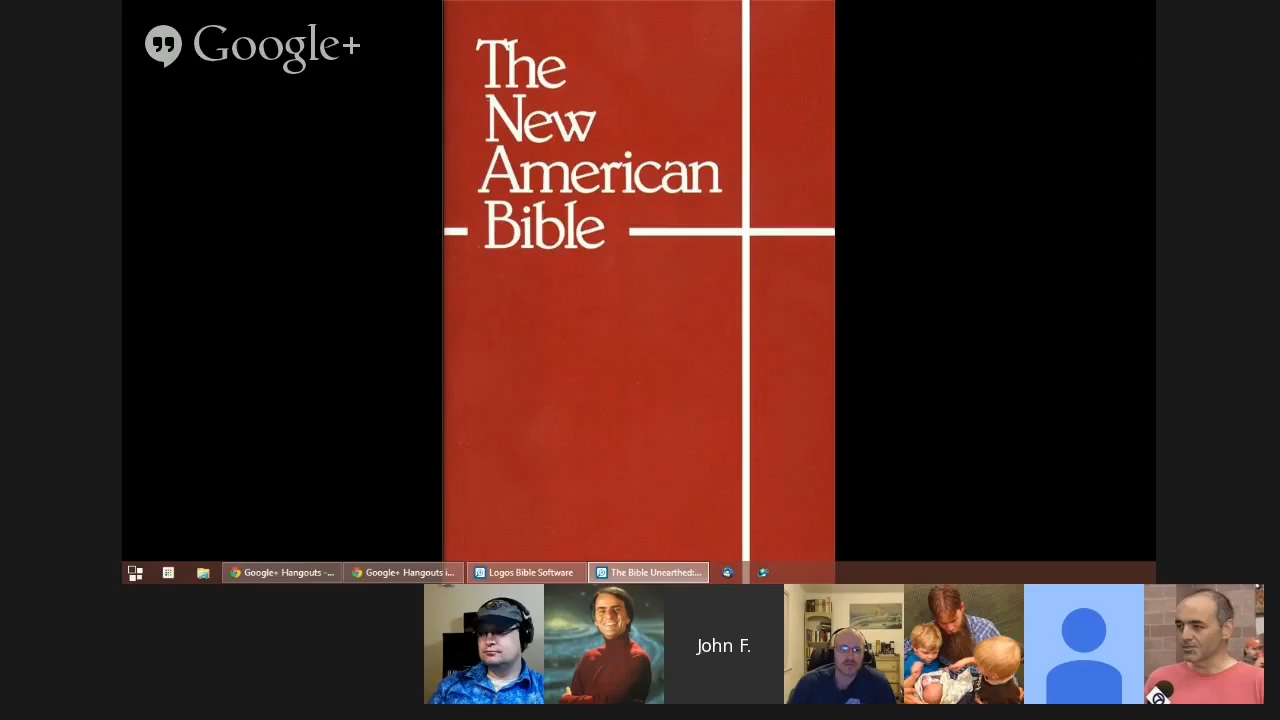 Google+
The
New
American
Bible
Google+ Hangouts -...
Google+ Hangouts i...
Logos Bible Software
The Bible Unearthed:...
John F.